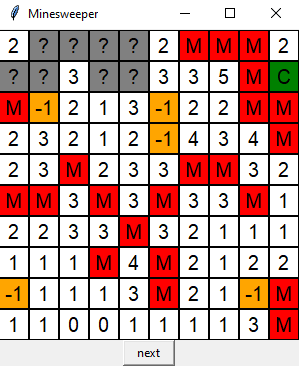 Minesweeper
2 ? ? ? ? 2 M M M 2
? ? 3 ? ? 3 3 5 M C
M -1 2 1 3 -1 2 2 M M
2 3 2 1 2 -1 4 3 4 M
2 3 M 2 3 3 M M 3 2
M M 3 M 3 M 3 3 M 1
2 2 3 3 M 3 2 1 1 1
1 1 1 M 4 M 2 1 2 2
-1 1 1 1 3 M 2 1 -1 M
1 1 0 0 1 1 1 1 3 M
next